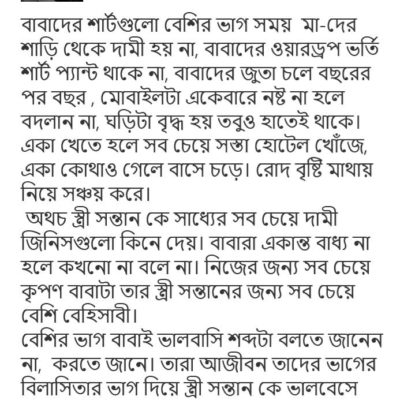 বাবাদের শার্টগুলো বেশির ভাগ সময় মা-দের
শাড়ি থেকে দামী হয় না, বাবাদের ওয়ারড্রপ ভর্তি
শার্ট প্যান্ট থাকে না, বাবাদের জুতা চলে বছরের
পর বছর , মোবাইলটা একেবারে নষ্ট না হলে
বদলান না, ঘড়িটা বৃদ্ধ হয় তবুও হাতেই থাকে।
একা খেতে হলে সব চেয়ে সস্তা হোটেল খোঁজে,
একা কোথাও গেলে বাসে চড়ে। রোদ বৃষ্টি মাথায়
নিয়ে সঞ্চয় করে।
অথচ স্ত্রী সন্তান কে সাধ্যের সব চেয়ে দামী
জিনিসগুলো কিনে দেয়। বাবারা একান্ত বাধ্য না
হলে কখনো না বলে না। নিজের জন্য সব চেয়ে
কৃপণ বাবাটা তার স্ত্রী সন্তানের জন্য সব চেয়ে
বেশি বেহিসাবী।
বেশির ভাগ বাবাই ভালবাসি শব্দটা বলতে জানেন
না, করতে জানে। তারা আজীবন তাদের ভাগের
বিলাসিতার ভাগ দিয়ে স্ত্রী সন্তান কে ভালবেসে